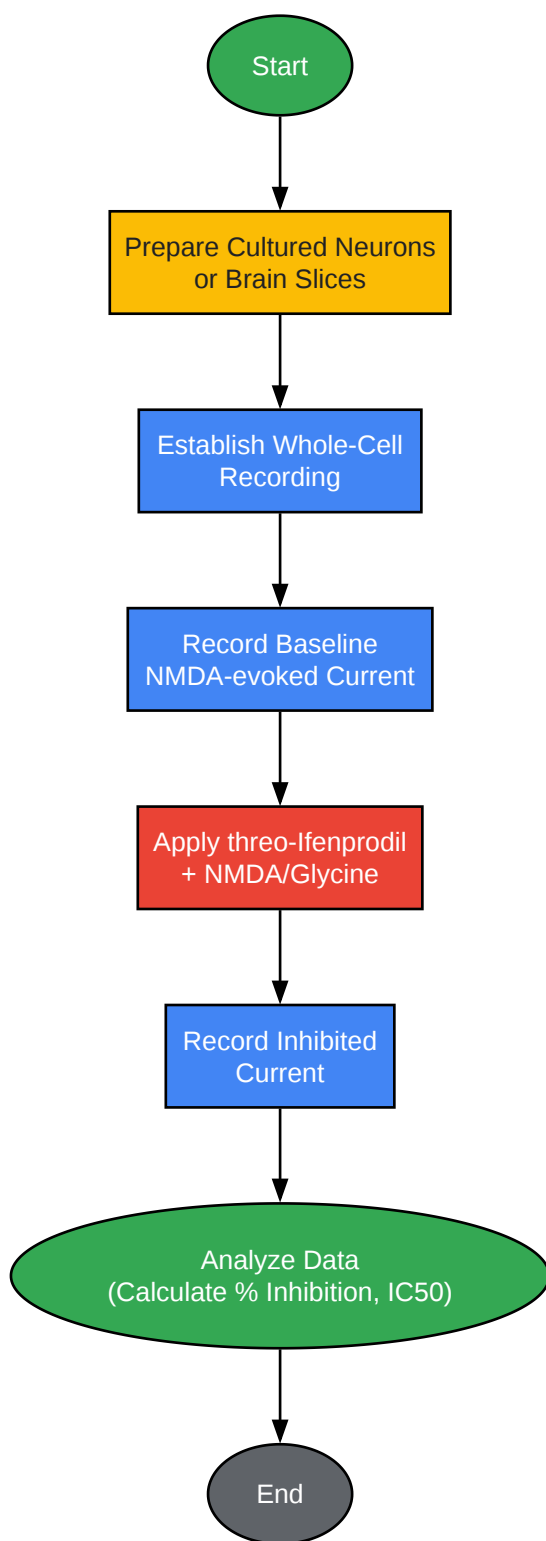 Start
Prepare Cultured Neurons
or Brain Slices
Establish Whole-Cell
Recording
Record Baseline
NMDA-evoked Current
Apply threo-Ifenprodil
+ NMDA/Glycine
Record Inhibited
Current
Analyze Data
(Calculate % Inhibition, IC50)
End